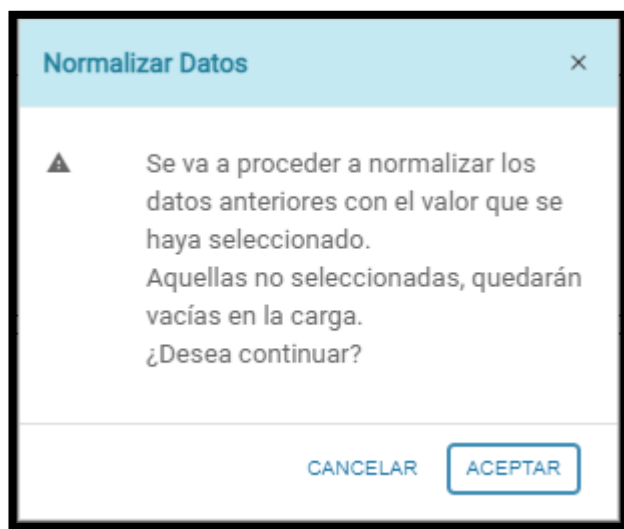 Normalizar Datos
Se va a proceder a normalizar los
datos anteriores con el valor que se
haya seleccionado.
Aquellas no seleccionadas, quedarán
vacías en la carga.
¿Desea continuar?
CANCELAR ACEPTAR